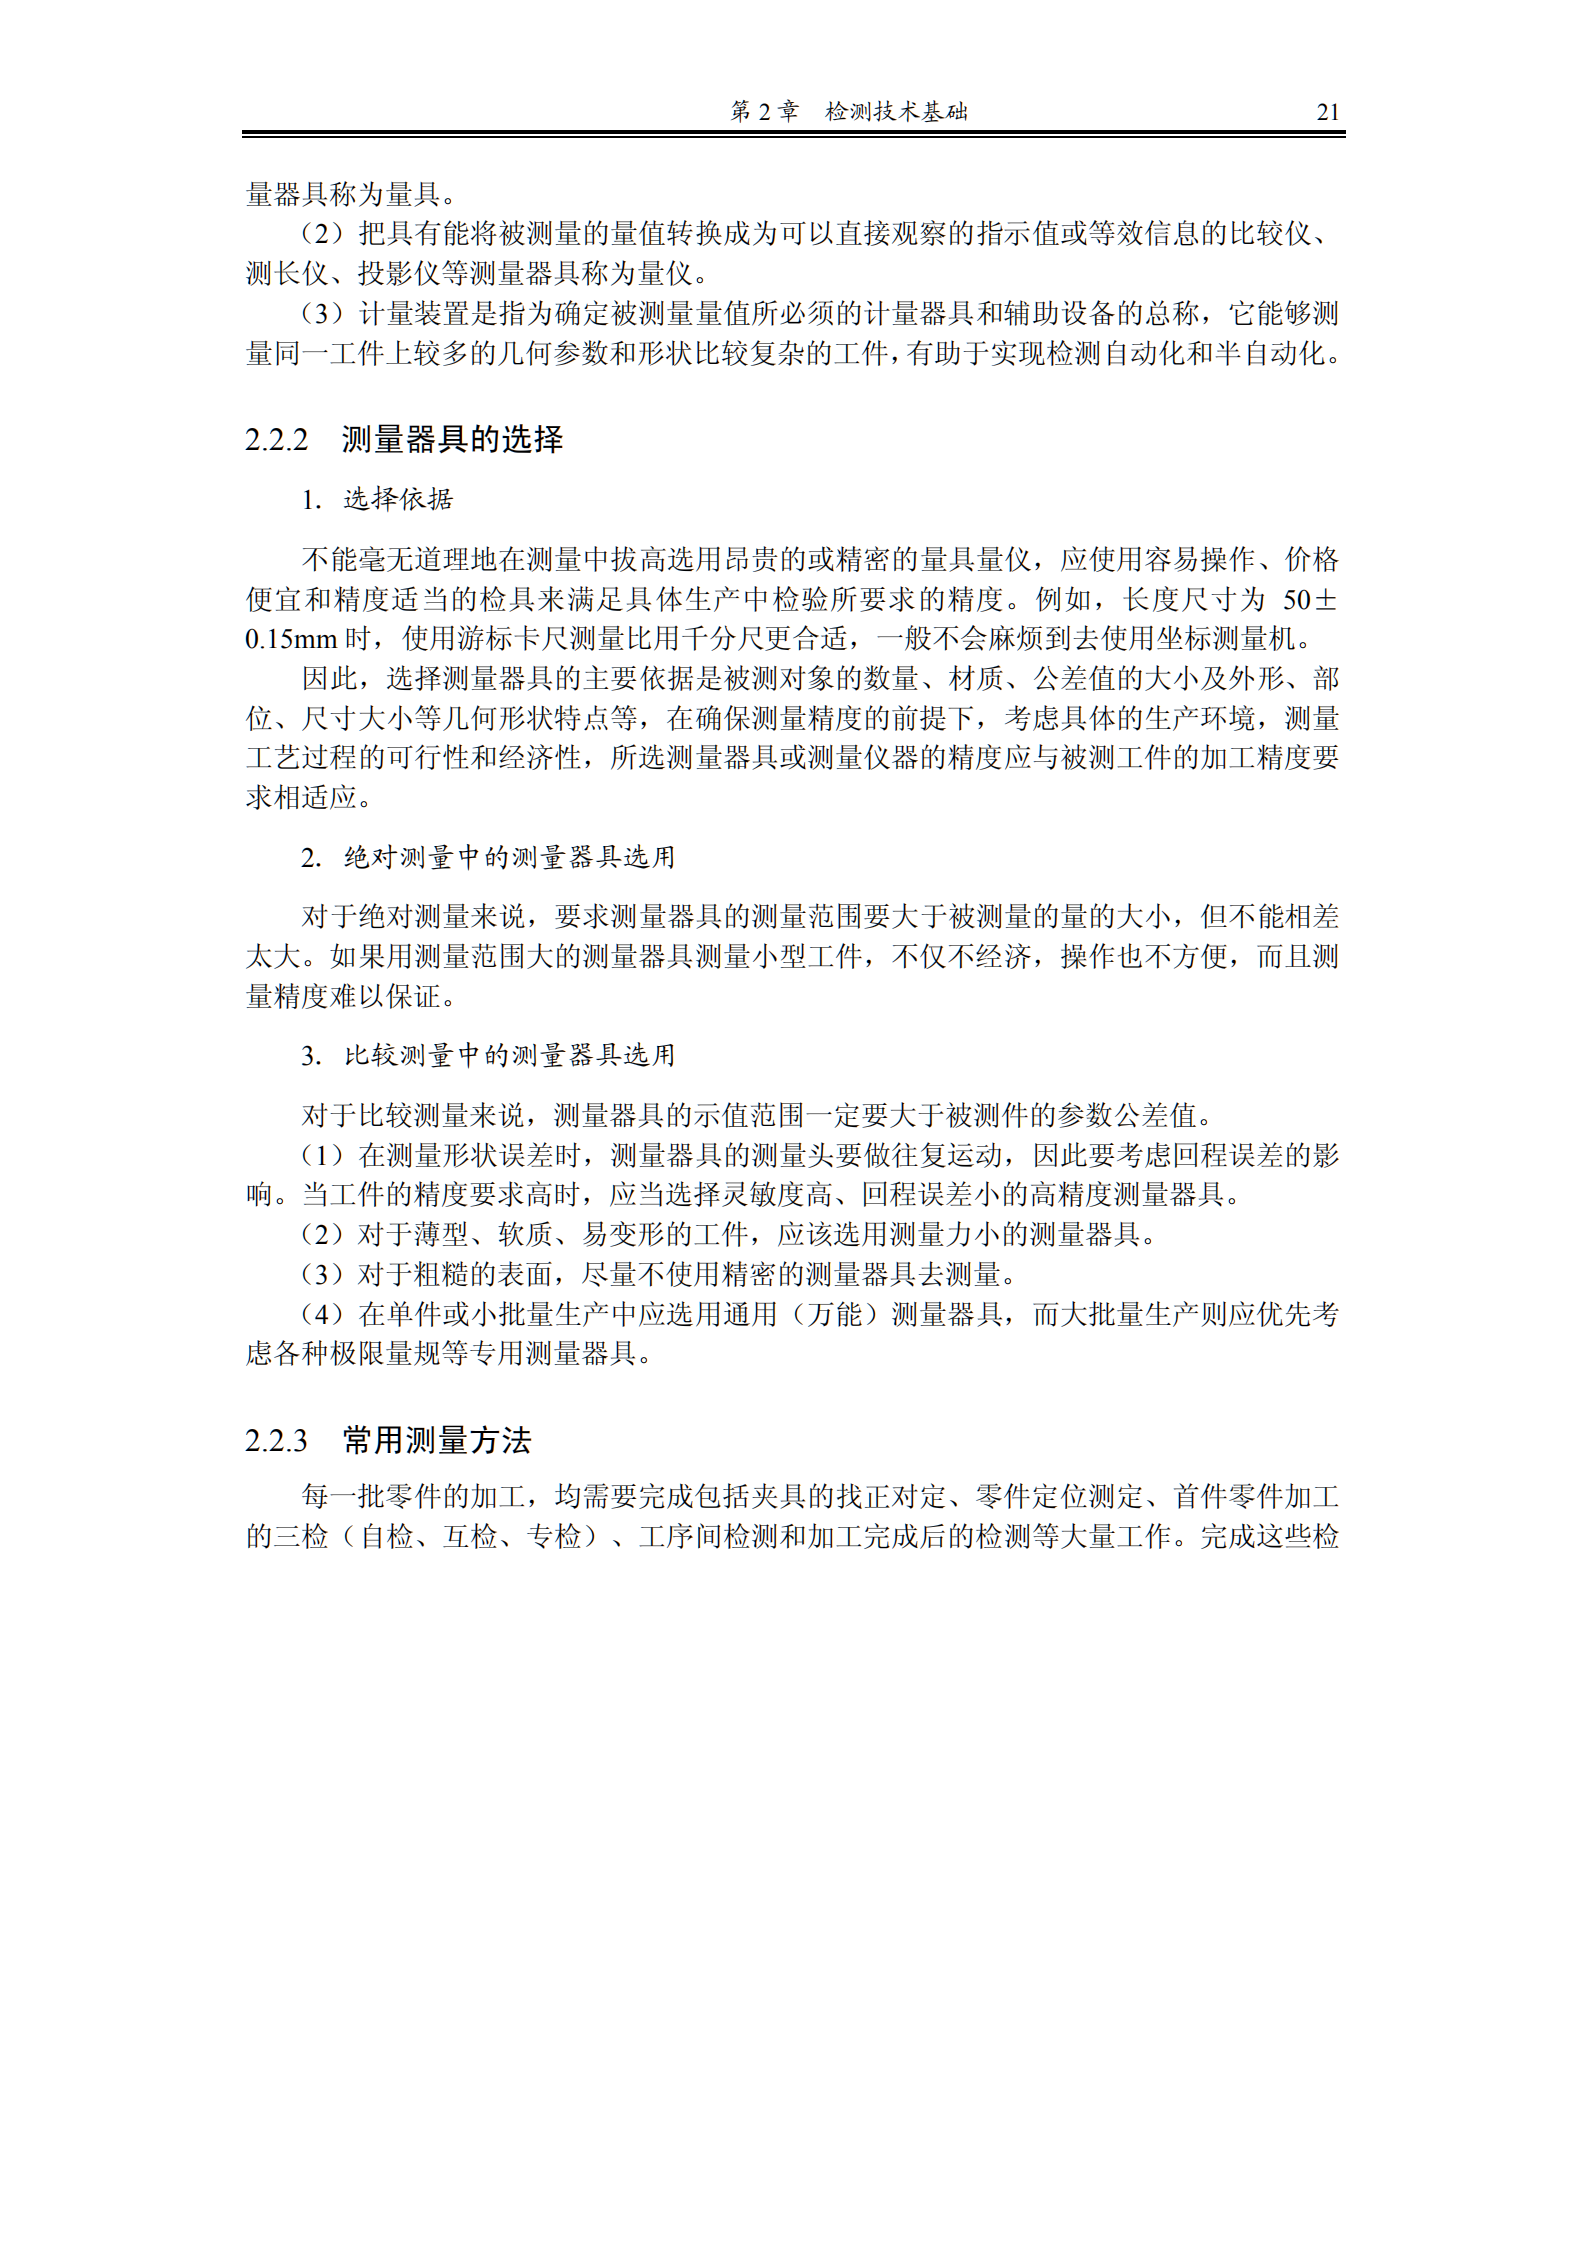 第 2 章　检测技术基础　21
量器具称为量具。
（2）把具有能将被测量的量值转换成为可以直接观察的指示值或等效信息的比较仪、
测长仪、投影仪等测量器具称为量仪。
（3）计量装置是指为确定被测量量值所必须的计量器具和辅助设备的总称，它能够测
量同一工件上较多的几何参数和形状比较复杂的工件，有助于实现检测自动化和半自动化。
2.2.2　测量器具的选择
1．选择依据
不能毫无道理地在测量中拔高选用昂贵的或精密的量具量仪，应使用容易操作、价格
便宜和精度适当的检具来满足具体生产中检验所要求的精度。例如，长度尺寸为 50±
0.15mm 时，使用游标卡尺测量比用千分尺更合适，一般不会麻烦到去使用坐标测量机。
因此，选择测量器具的主要依据是被测对象的数量、材质、公差值的大小及外形、部
位、尺寸大小等几何形状特点等，在确保测量精度的前提下，考虑具体的生产环境，测量
工艺过程的可行性和经济性，所选测量器具或测量仪器的精度应与被测工件的加工精度要
求相适应。
2．绝对测量中的测量器具选用
对于绝对测量来说，要求测量器具的测量范围要大于被测量的量的大小，但不能相差
太大。如果用测量范围大的测量器具测量小型工件，不仅不经济，操作也不方便，而且测
量精度难以保证。
3．比较测量中的测量器具选用
对于比较测量来说，测量器具的示值范围一定要大于被测件的参数公差值。
（1）在测量形状误差时，测量器具的测量头要做往复运动，因此要考虑回程误差的影
响。当工件的精度要求高时，应当选择灵敏度高、回程误差小的高精度测量器具。
（2）对于薄型、软质、易变形的工件，应该选用测量力小的测量器具。
（3）对于粗糙的表面，尽量不使用精密的测量器具去测量。
（4）在单件或小批量生产中应选用通用（万能）测量器具，而大批量生产则应优先考
虑各种极限量规等专用测量器具。
2.2.3　常用测量方法
每一批零件的加工，均需要完成包括夹具的找正对定、零件定位测定、首件零件加工
的三检（自检、互检、专检）、工序间检测和加工完成后的检测等大量工作。完成这些检